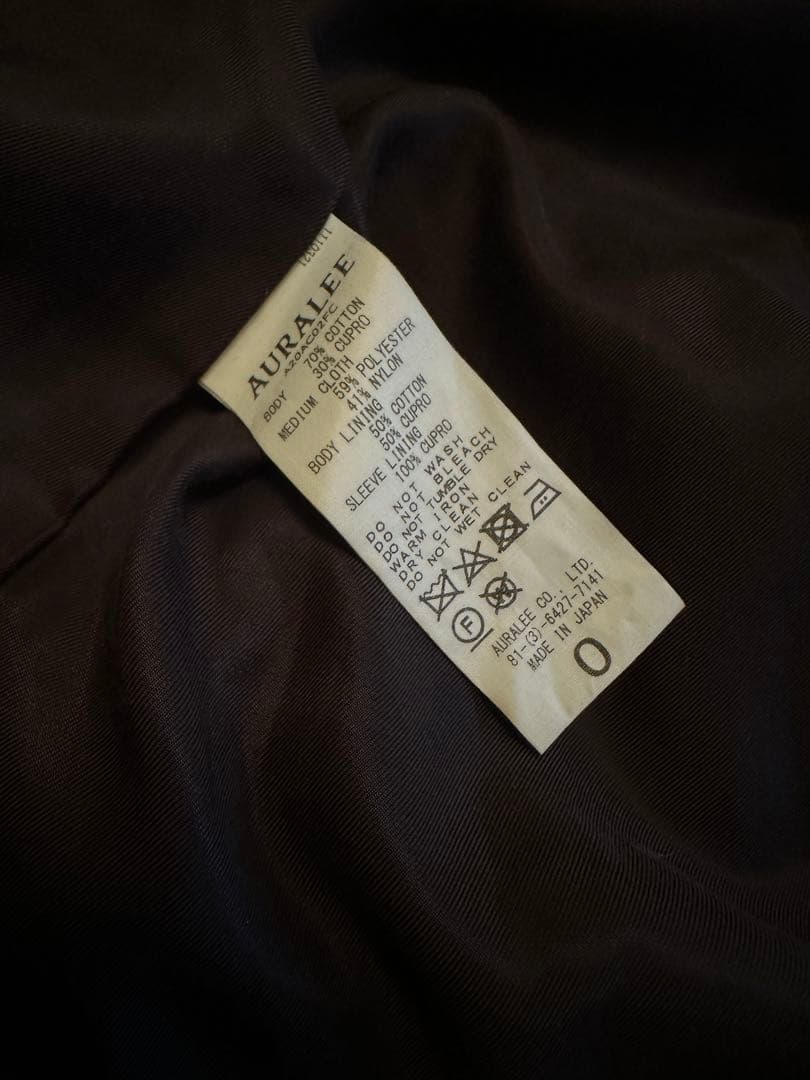 AURALEE
A20AC02FC
BODY 70% COTTON
30% CUPRO
MEDIUM CLOTH
59% POLYESTER
41% NYLON
BODY LINING
50% COTTON
50% CUPRO
SLEEVE LINING
100% CUPRO
DO NOT WASH
DO NOT BLEACH
DO NOT TUMBLE DRY
WARM IRON
DRY CLEAN
DO NOT WET CLEAN
F
AURALEE CO., LTD.
81-(3)-6427-7141
MADE IN JAPAN
0